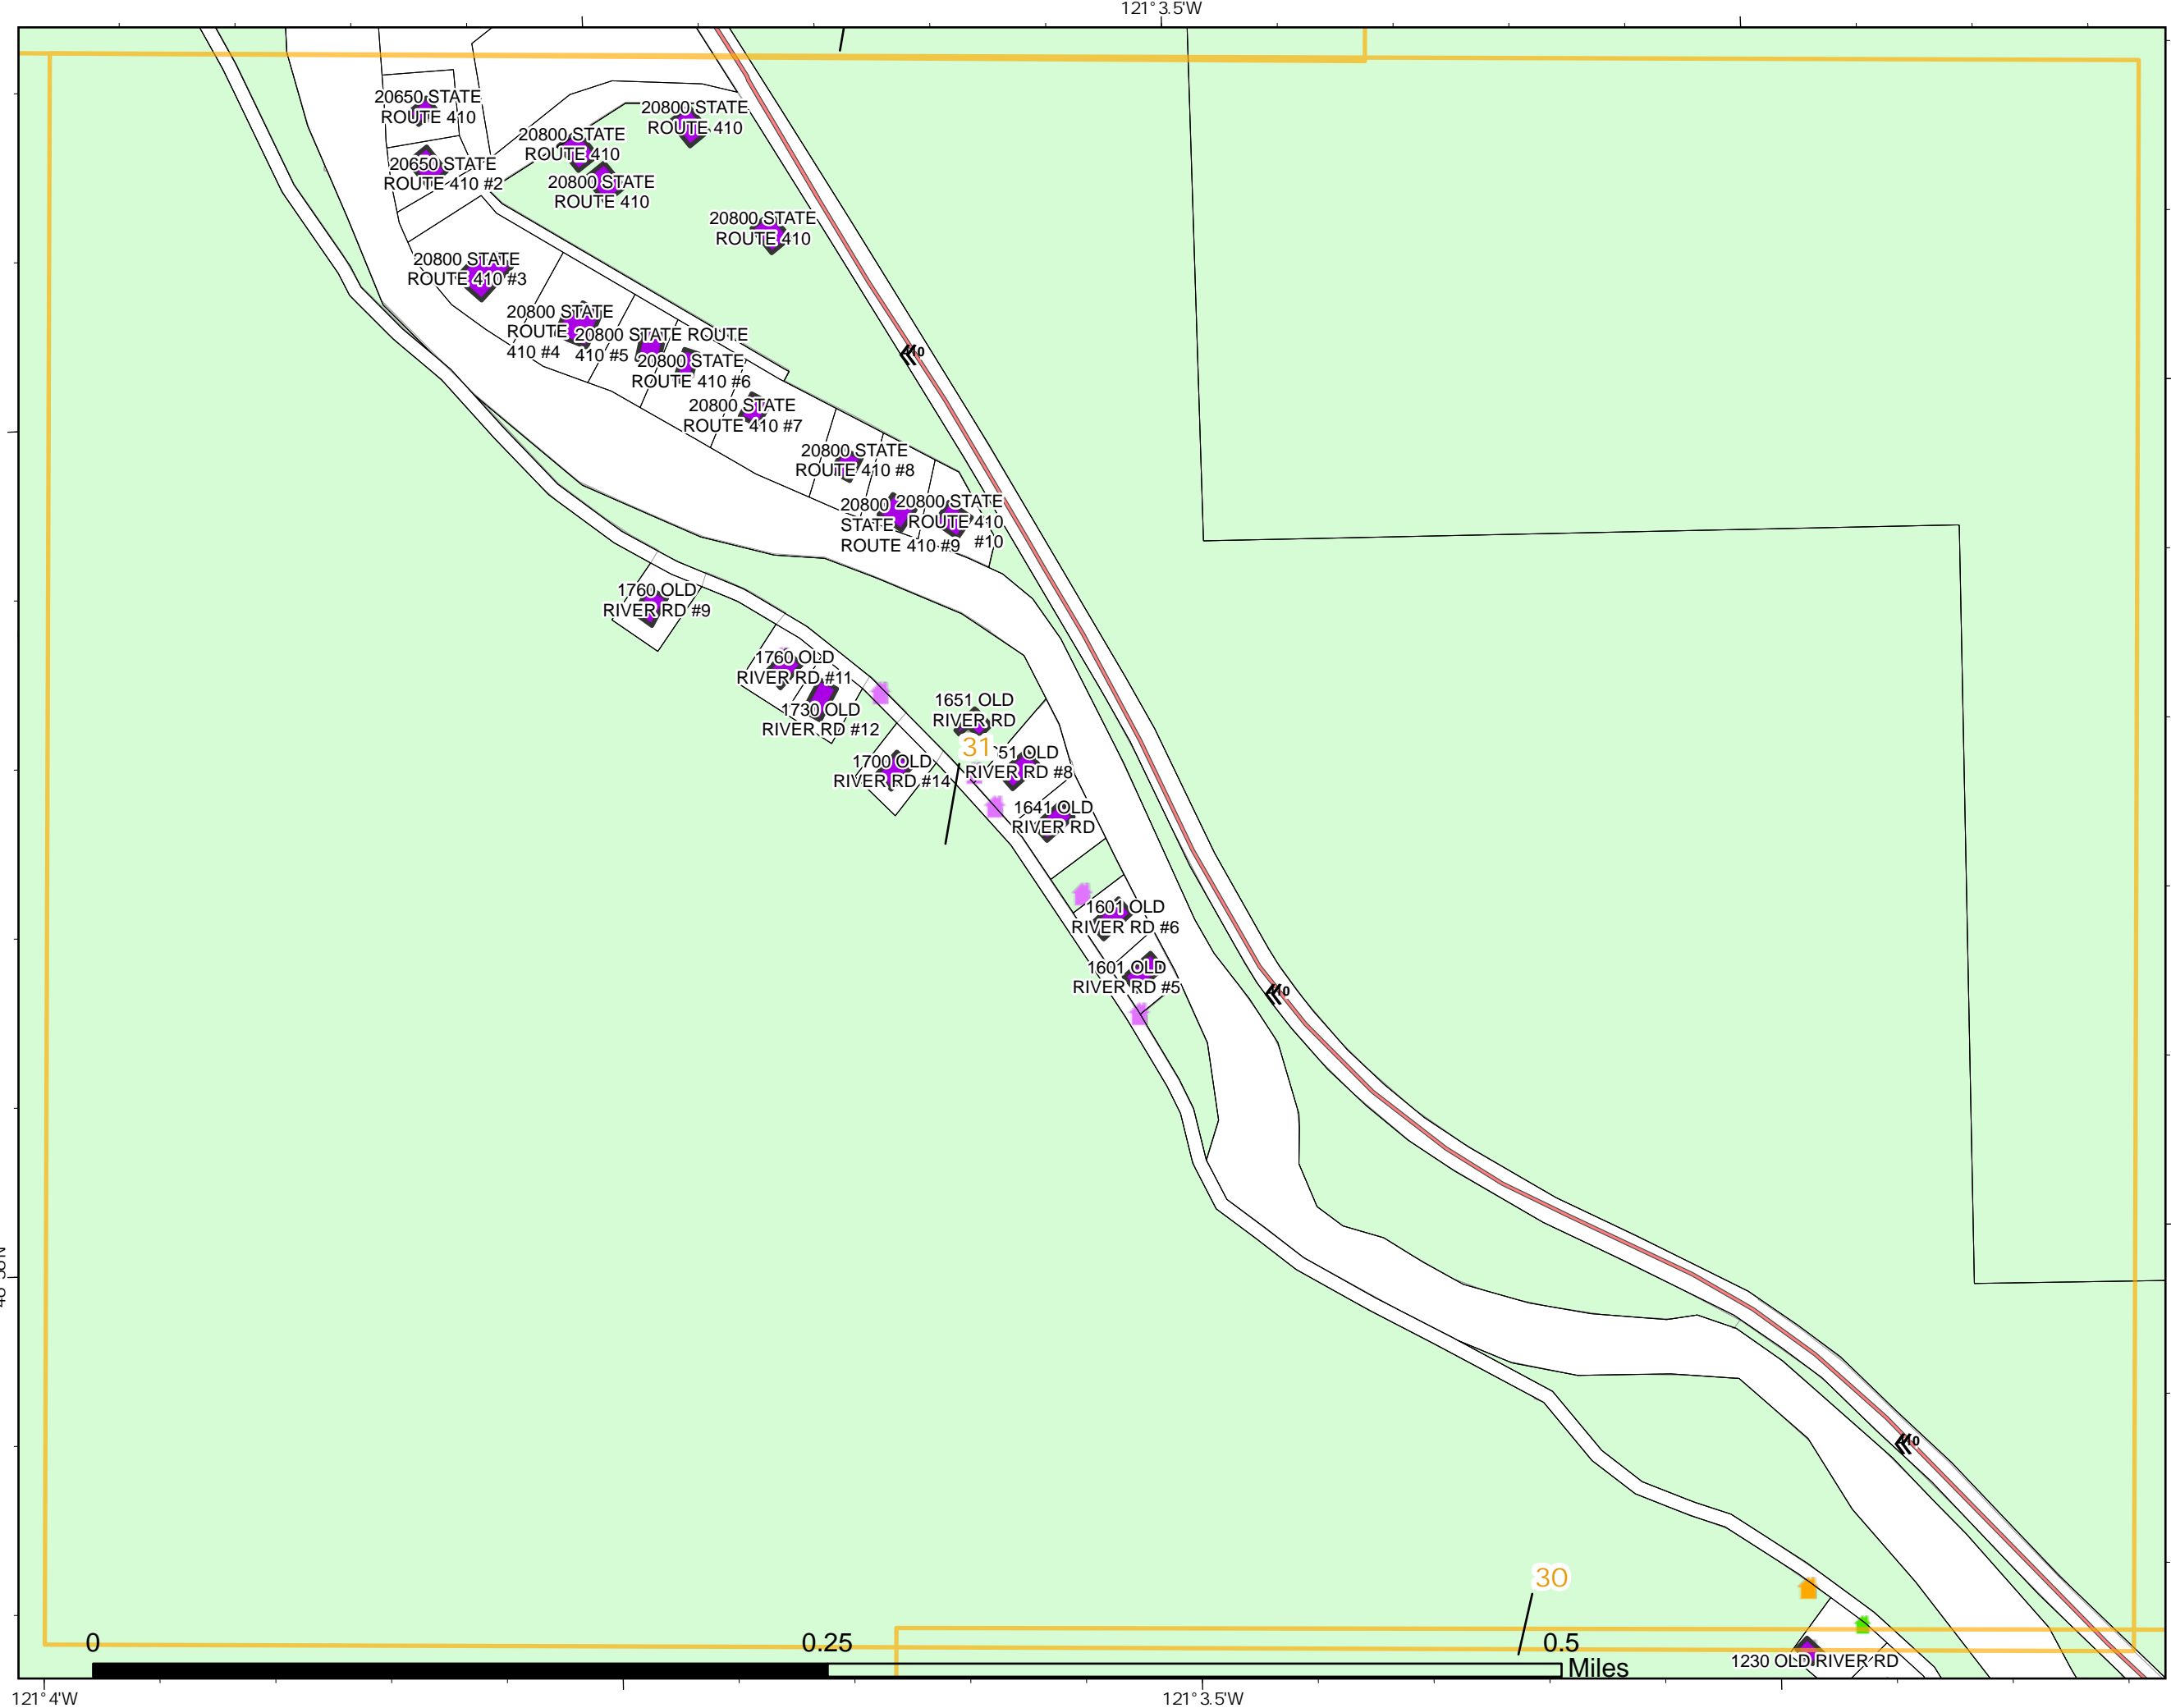 121°3.5'W
20650 STATE
ROUTE 410
20800 STATE
ROUTE 410
20800 STATE
ROUTE 410
20650 STATE
ROUTE 410 #2
20800 STATE
ROUTE 410
20800 STATE
ROUTE 410
20800 STATE
ROUTE 410 #3
20800 STATE
ROUTE
410 #4
20800 STATE ROUTE
410 #5
20800 STATE
ROUTE 410 #6
20800 STATE
ROUTE 410 #7
20800 STATE
ROUTE 410 #8
20800
STATE
ROUTE 410 #9
20800 STATE
ROUTE 410
#10
1760 OLD
RIVER RD #9
1760 OLD
RIVER RD #11
1730 OLD
RIVER RD #12
1651 OLD
RIVER RD
31
51 OLD
RIVER RD #8
1700 OLD
RIVER RD #14
1641 OLD
RIVER RD
1601 OLD
RIVER RD #6
1601 OLD
RIVER RD #5
30
0 0.25 0.5
Miles
1230 OLD RIVER RD
121°4'W
121°3.5'W